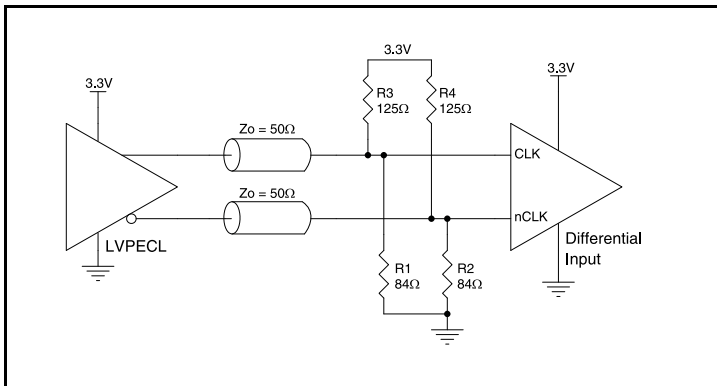 3.3V
3.3V
3.3V
R3
125Ω
R4
125Ω
Zo = 50Ω
CLK
Zo = 50Ω
nCLK
LVPECL
Differential
Input
R1
84Ω
R2
84Ω